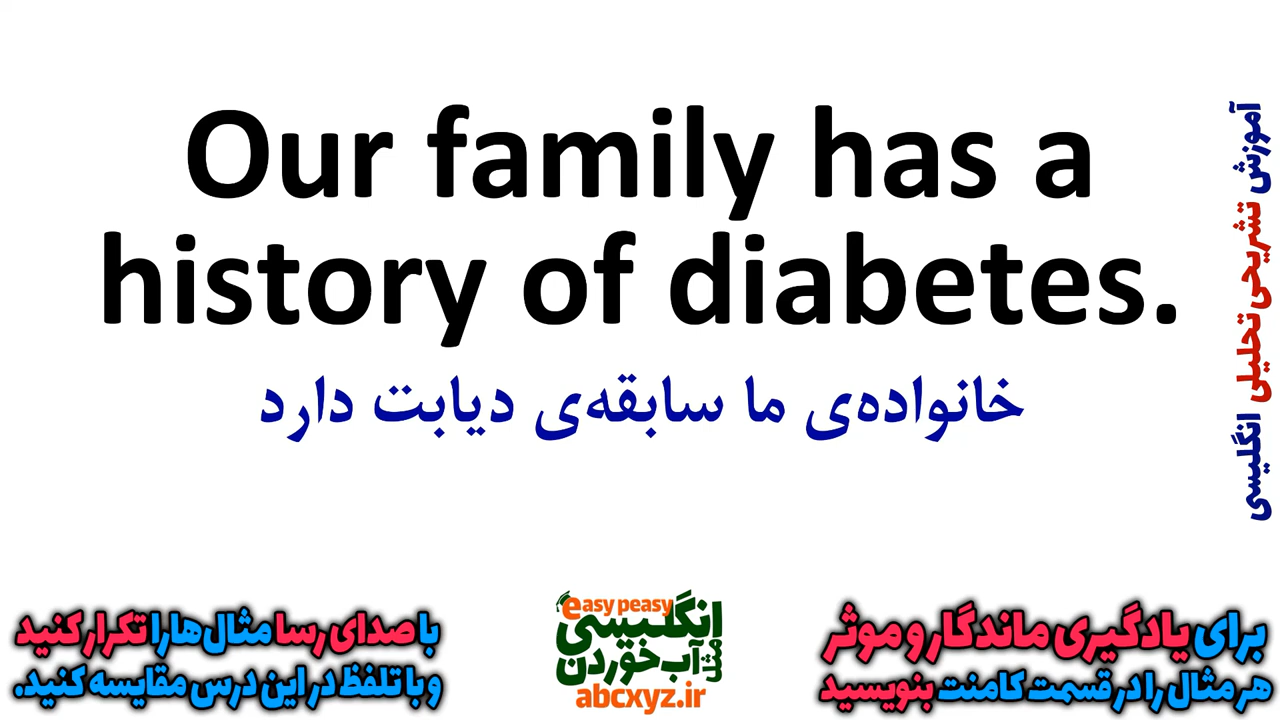 Our family has a
history of diabetes.
خانواده‌ی ما سابقه‌ی دیابت دارد
آموزش تشریحی تحلیلی انگلیسی
برای یادگیری ماندگار و موثر
هر مثال را در قسمت کامنت بنویسید
easy peasy
انگلیسی
مثل آب خوردن
abcxyz.ir
با صدای رسا مثال‌ها را تکرار کنید
و با تلفظ در این درس مقایسه کنید.